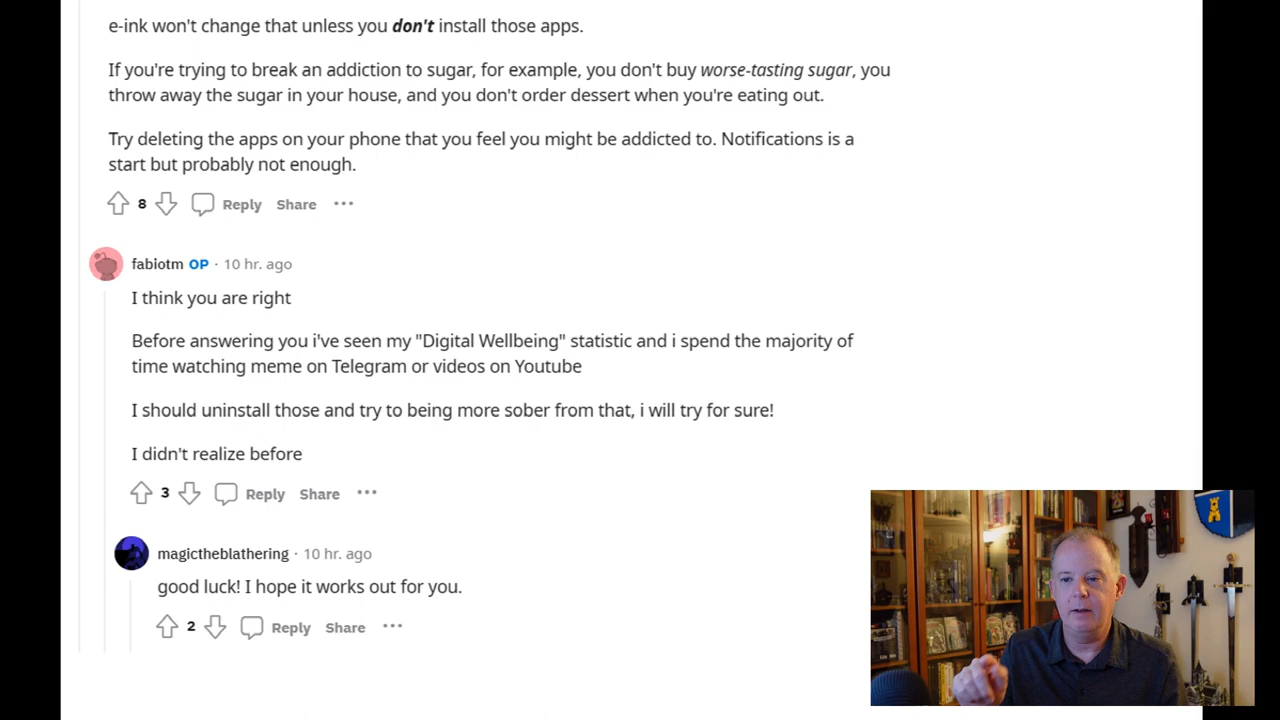 e-ink won't change that unless you don't install those apps.
If you're trying to break an addiction to sugar, for example, you don't buy worse-tasting sugar, you
throw away the sugar in your house, and you don't order dessert when you're eating out.
Try deleting the apps on your phone that you feel you might be addicted to. Notifications is a
start but probably not enough.
8 Reply Share
fabiotm OP · 10 hr. ago
I think you are right
Before answering you i've seen my "Digital Wellbeing" statistic and i spend the majority of
time watching meme on Telegram or videos on Youtube
I should uninstall those and try to being more sober from that, i will try for sure!
I didn't realize before
3 Reply Share
magictheblathering · 10 hr. ago
good luck! I hope it works out for you.
2 Reply Share